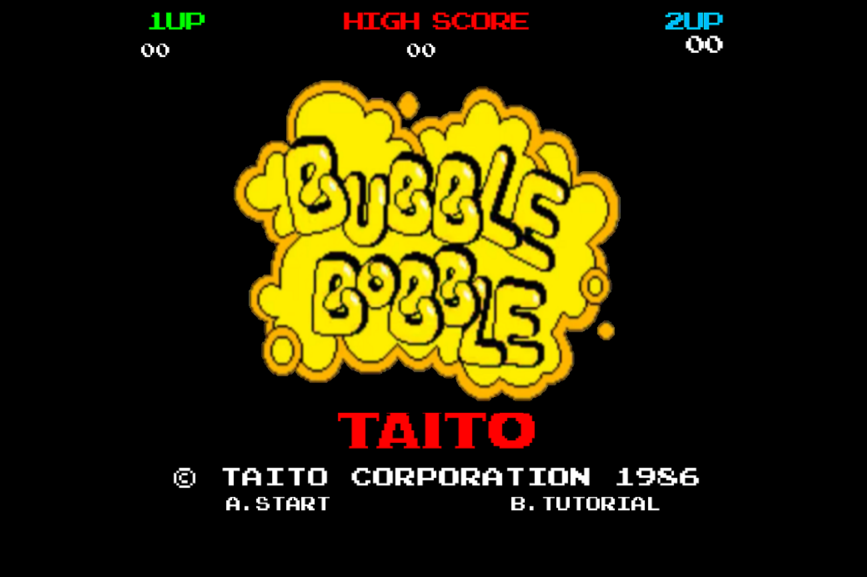 1UP HIGH SCORE 2UP
00 00 00
BUBBLE
BOBBLE
TAITO
© TAITO CORPORATION 1986
A.START B.TUTORIAL